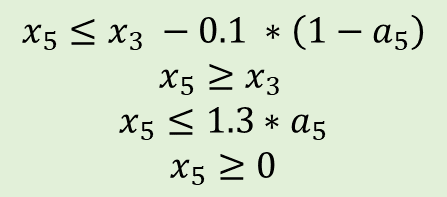 x₅ ≤ x₃ − 0.1 * (1 − a₅)
x₅ ≥ x₃
x₅ ≤ 1.3 * a₅
x₅ ≥ 0